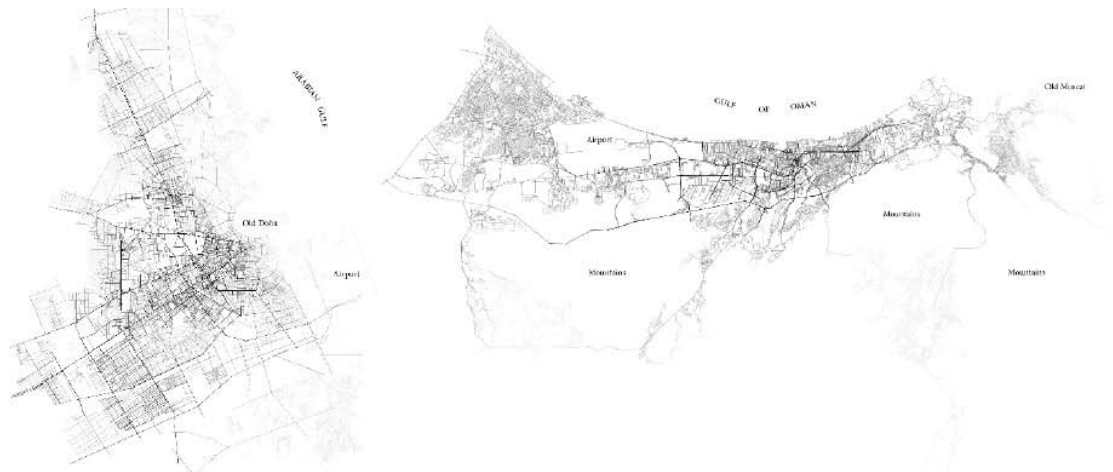 ARABIAN GULF
Old Doha
Airport
GULF OF OMAN
Old Muscat
Airport
Mountains
Mountains
Mountains